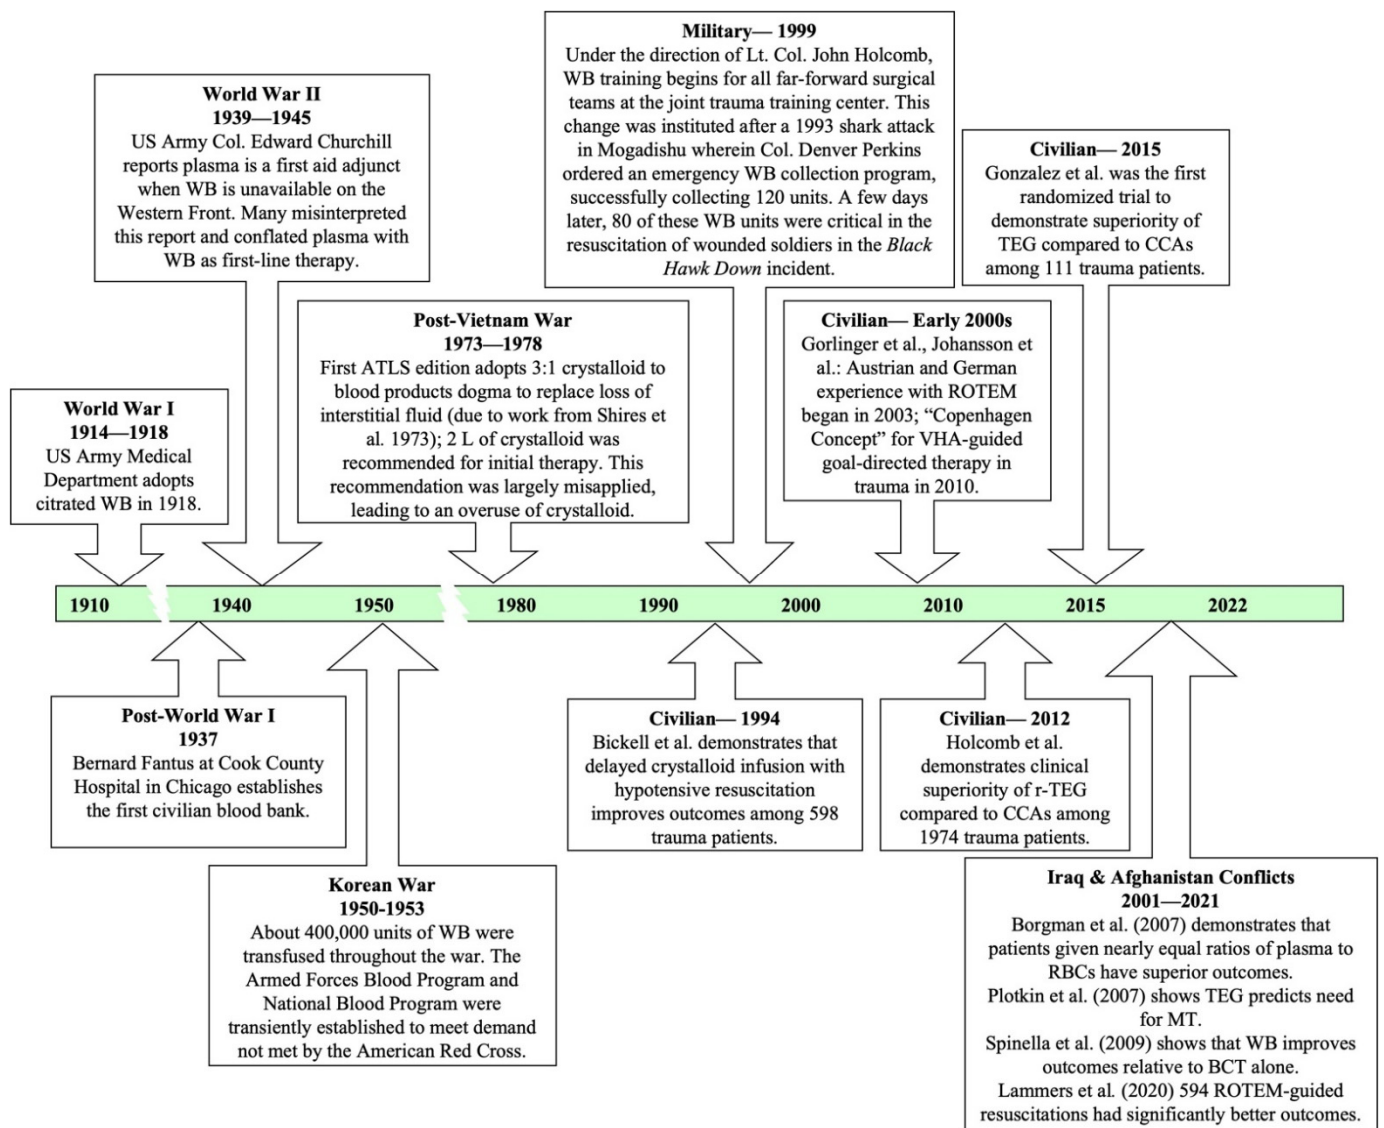 Military— 1999
Under the direction of Lt. Col. John Holcomb,
WB training begins for all far-forward surgical
teams at the joint trauma training center. This
change was instituted after a 1993 shark attack
in Mogadishu wherein Col. Denver Perkins
ordered an emergency WB collection program,
successfully collecting 120 units. A few days
later, 80 of these WB units were critical in the
resuscitation of wounded soldiers in the Black
Hawk Down incident.
World War II
1939—1945
US Army Col. Edward Churchill
reports plasma is a first aid adjunct
when WB is unavailable on the
Western Front. Many misinterpreted
this report and conflated plasma with
WB as first-line therapy.
Civilian— 2015
Gonzalez et al. was the first
randomized trial to
demonstrate superiority of
TEG compared to CCAs
among 111 trauma patients.
Post-Vietnam War
1973—1978
First ATLS edition adopts 3:1 crystalloid to
blood products dogma to replace loss of
interstitial fluid (due to work from Shires et
al. 1973); 2 L of crystalloid was
recommended for initial therapy. This
recommendation was largely misapplied,
leading to an overuse of crystalloid.
Civilian— Early 2000s
Gorlinger et al., Johansson et
al.: Austrian and German
experience with ROTEM
began in 2003; “Copenhagen
Concept” for VHA-guided
goal-directed therapy in
trauma in 2010.
World War I
1914—1918
US Army Medical
Department adopts
citrated WB in 1918.
1910 1940 1950 1980 1990 2000 2010 2015 2022
Post-World War I
1937
Bernard Fantus at Cook County
Hospital in Chicago establishes
the first civilian blood bank.
Civilian— 1994
Bickell et al. demonstrates that
delayed crystalloid infusion with
hypotensive resuscitation
improves outcomes among 598
trauma patients.
Civilian— 2012
Holcomb et al.
demonstrates clinical
superiority of r-TEG
compared to CCAs among
1974 trauma patients.
Korean War
1950-1953
About 400,000 units of WB were
transfused throughout the war. The
Armed Forces Blood Program and
National Blood Program were
transiently established to meet demand
not met by the American Red Cross.
Iraq & Afghanistan Conflicts
2001—2021
Borgman et al. (2007) demonstrates that
patients given nearly equal ratios of plasma to
RBCs have superior outcomes.
Plotkin et al. (2007) shows TEG predicts need
for MT.
Spinella et al. (2009) shows that WB improves
outcomes relative to BCT alone.
Lammers et al. (2020) 594 ROTEM-guided
resuscitations had significantly better outcomes.